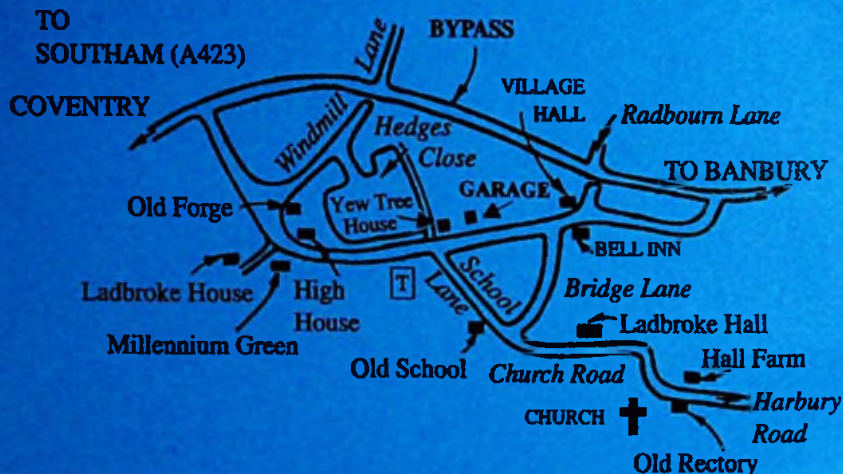 TO
SOUTHAM (A423)
COVENTRY
Lane
BYPASS
VILLAGE
HALL
Radbourn Lane
Windmill
Hedges
Close
TO BANBURY
Old Forge
Yew Tree
House
GARAGE
BELL INN
Ladbroke House
High
House
T
School
Lane
Bridge Lane
Millennium Green
Ladbroke Hall
Old School
Church Road
Hall Farm
CHURCH
Harbury
Road
Old Rectory